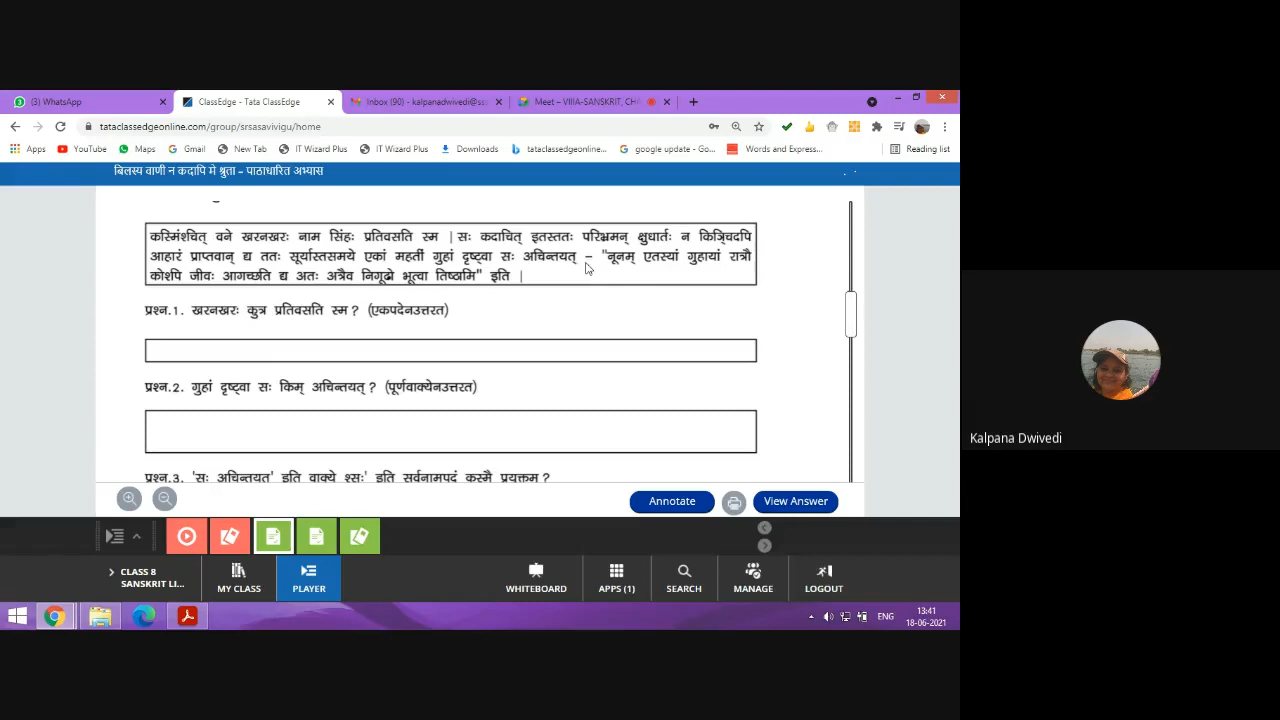 (3) WhatsApp
ClassEdge - Tata ClassEdge
Inbox (90) - kalpanadwivedi@ss
Meet – VIIIA-SANSKRIT, CHA
tataclassedgeonline.com/group/srsasavivigu/home
Apps YouTube Maps Gmail New Tab IT Wizard Plus IT Wizard Plus Downloads tataclassedgeonline... google update - Go... Words and Express... Reading list
बिलस्य वाणी न कदापि मे श्रुता – पाठाधारित अभ्यास
कस्मिंश्चित् वने खरनखरः नाम सिंहः प्रतिवसति स्म | सः कदाचित् इतस्ततः परिभ्रमन् क्षुधार्तः न किञ्चिदपि
आहारं प्राप्तवान् द्य ततः सूर्यास्तसमये एकां महतीं गुहां दृष्ट्वा सः अचिन्तयत् – "नूनम् एतस्यां गुहायां रात्रौ
कोशपि जीवः आगच्छति द्य अतः अत्रैव निगूढो भूत्वा तिष्ठामि" इति |
प्रश्न.1. खरनखरः कुत्र प्रतिवसति स्म? (एकपदेनउत्तरत)
प्रश्न.2. गुहां दृष्ट्वा सः किम् अचिन्तयत्? (पूर्णवाक्येनउत्तरत)
प्रश्न.3. 'सः अचिन्तयत' इति वाक्ये श्सः' इति सर्वनामपदं कस्मै प्रयुक्तम?
Annotate View Answer
CLASS 8
SANSKRIT LI...
MY CLASS PLAYER WHITEBOARD APPS (1) SEARCH MANAGE LOGOUT
ENG
13:41
18-06-2021
Kalpana Dwivedi